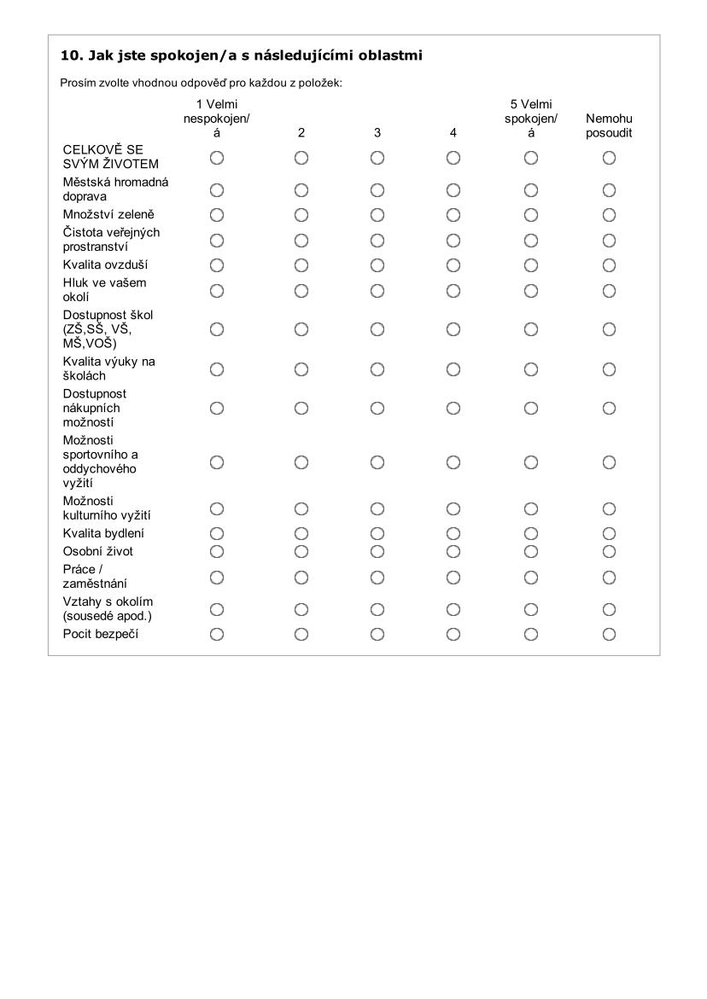 10. Jak jste spokojen/a s následujícími oblastmi
Prosím zvolte vhodnou odpověď pro každou z položek:
1 Velmi
nespokojen/
á
2
3
4
5 Velmi
spokojen/
á
Nemohu
posoudit
CELKOVĚ SE
SVÝM ŽIVOTEM
Městská hromadná
doprava
Množství zeleně
Čistota veřejných
prostranství
Kvalita ovzduší
Hluk ve vašem
okolí
Dostupnost škol
(ZŠ,SŠ, VŠ,
MŠ,VOŠ)
Kvalita výuky na
školách
Dostupnost
nákupních
možností
Možnosti
sportovního a
oddychového
vyžití
Možnosti
kulturního vyžití
Kvalita bydlení
Osobní život
Práce /
zaměstnání
Vztahy s okolím
(sousedé apod.)
Pocit bezpečí